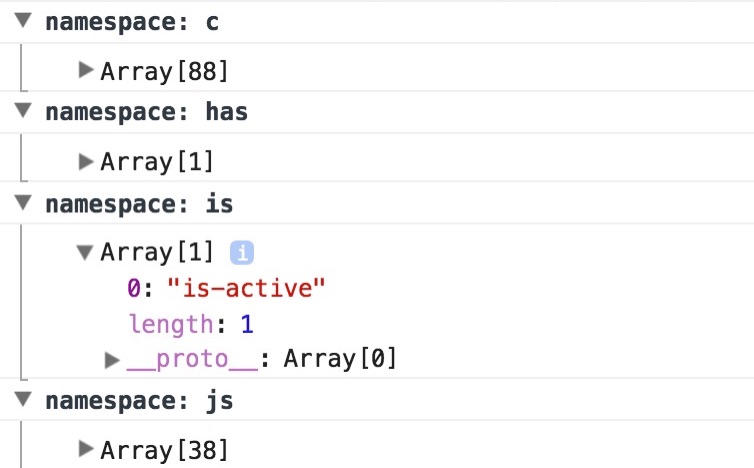 namespace: c
Array[88]
namespace: has
Array[1]
namespace: is
Array[1] i
0: "is-active"
length: 1
__proto__: Array[0]
namespace: js
Array[38]